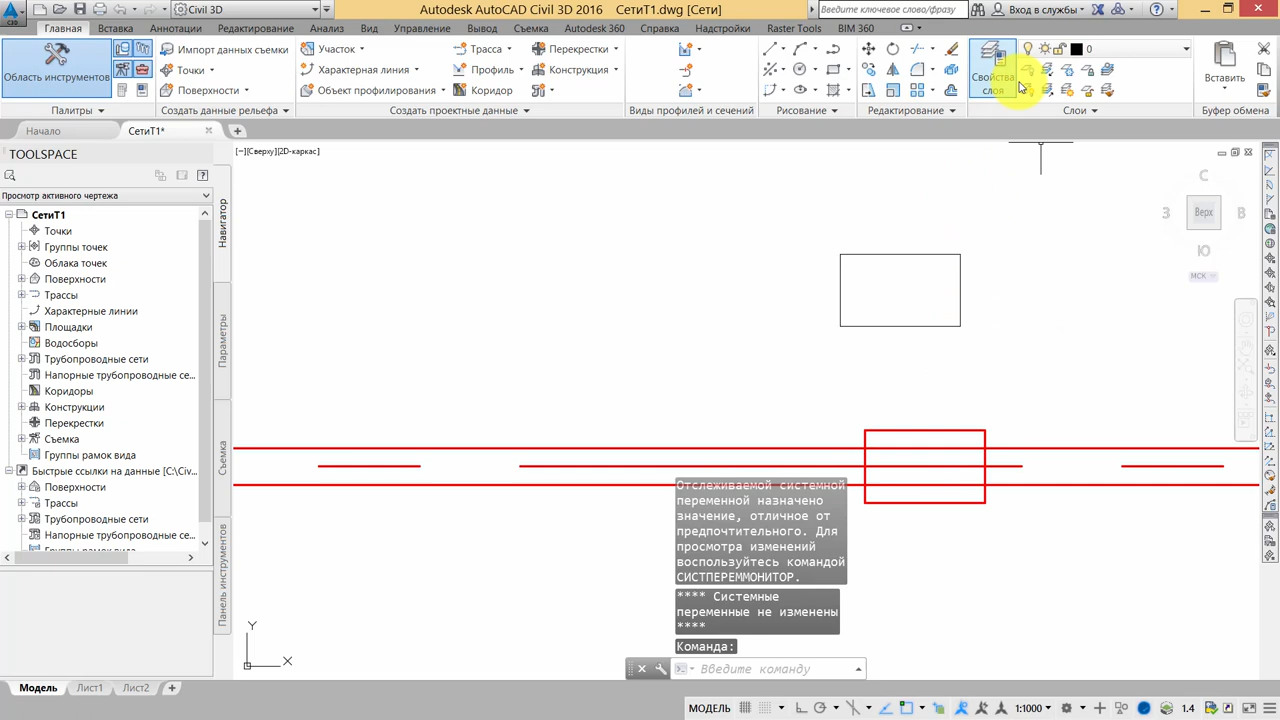 Civil 3D
Autodesk AutoCAD Civil 3D 2016 СетиТ1.dwg [Сети]
Введите ключевое слово/фразу
Вход в службы
Главная Вставка Аннотации Редактирование Анализ Вид Управление Вывод Съемка Autodesk 360 Справка Надстройки Raster Tools BIM 360
Область инструментов
Импорт данных съемки
Точки
Поверхности
Участок
Характерная линия
Объект профилирования
Трасса
Профиль
Коридор
Перекрестки
Конструкция
Свойства
слоя
0
Вставить
Палитры
Создать данные рельефа
Создать проектные данные
Виды профилей и сечений
Рисование
Редактирование
Слои
Буфер обмена
Начало
СетиТ1*
TOOLSPACE
Просмотр активного чертежа
СетиТ1
Точки
Группы точек
Облака точек
Поверхности
Трассы
Характерные линии
Площадки
Водосборы
Трубопроводные сети
Напорные трубопроводные се...
Коридоры
Конструкции
Перекрестки
Съемка
Группы рамок вида
Быстрые ссылки на данные [C:\Civ
Поверхности
Трассы
Трубопроводные сети
Напорные трубопроводные се...
Группы рамок вида
Навигатор
Параметры
Съемка
Панель инструментов
[−][Сверху][2D-каркас]
С
З
Верх
В
Ю
МСК
Отслеживаемой системной
переменной назначено
значение, отличное от
предпочтительного. Для
просмотра изменений
воспользуйтесь командой
СИСТПЕРЕММОНИТОР.
**** Системные
переменные не изменены
****
Команда:
Введите команду
Y
X
Модель Лист1 Лист2
МОДЕЛЬ
1:1000
1.4